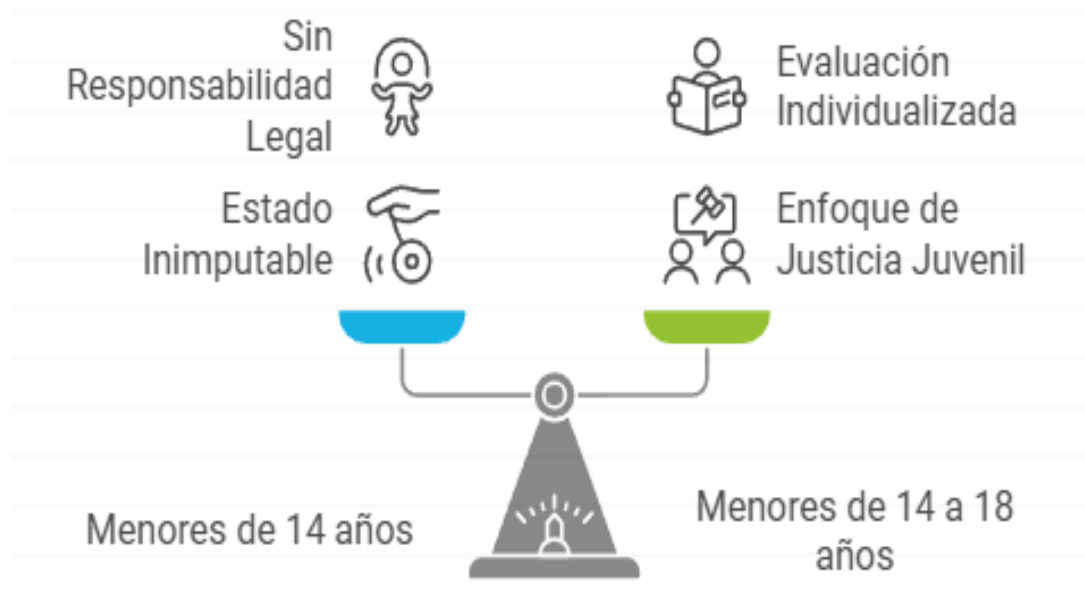 Sin
Responsabilidad
Legal
Estado
Inimputable
Evaluación
Individualizada
Enfoque de
Justicia Juvenil
Menores de 14 años
Menores de 14 a 18
años